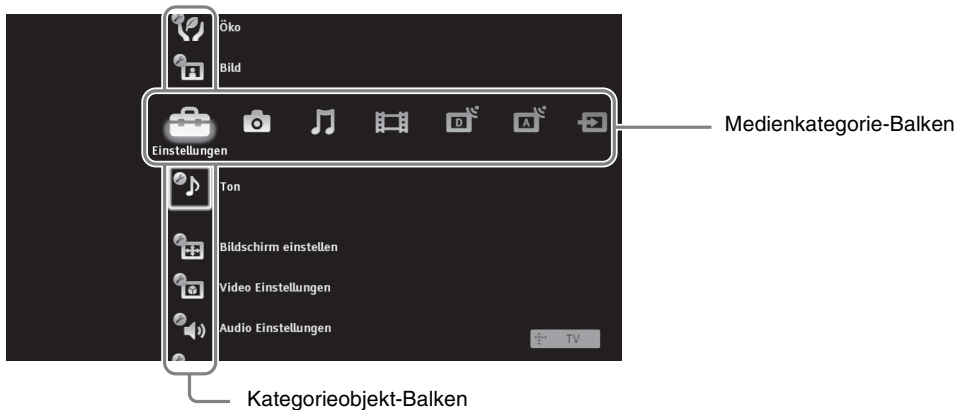 Öko
Bild
D
A
Medienkategorie-Balken
Einstellungen
Ton
Bildschirm einstellen
Video Einstellungen
Audio Einstellungen
TV
Kategorieobjekt-Balken